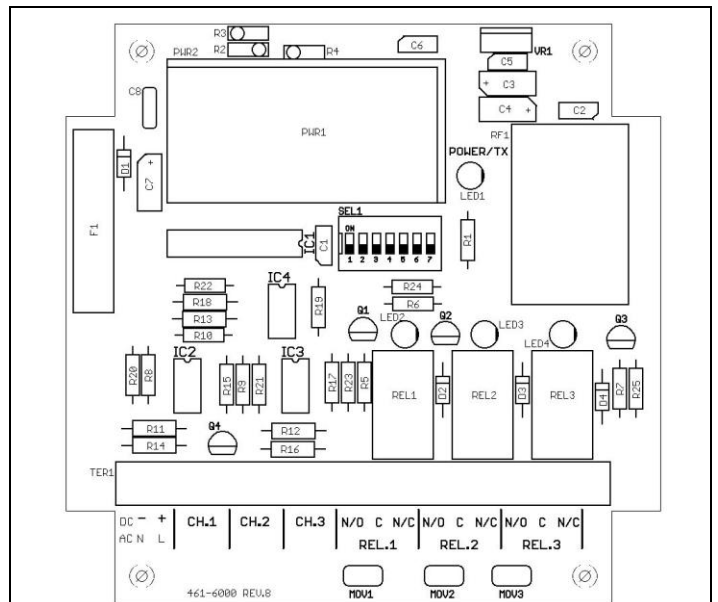 R3
PWR2 R2 R4 C6 VR1
C5
C8 C3
C4 C2
PWR1 RF1
POWER/TX
D1 C7 LED1
F1
SEL1
ON
IC1 C1 R1
1 2 3 4 5 6 7
R22 IC4 R24
R18 R19 R6
R13 Q1 Q2 Q3
R10 LED2 LED3 LED4
IC2 IC3
R20 R8 R15 R9 R21 R17 R23 R5 REL1 D2 REL2 D3 REL3 D4 R7 R25
R11 Q4 R12
R14 R16
TER1
DC - + CH.1 CH.2 CH.3 N/O C N/C N/O C N/C N/O C N/C
AC N L REL.1 REL.2 REL.3
461-6000 REV.8 MOV1 MOV2 MOV3